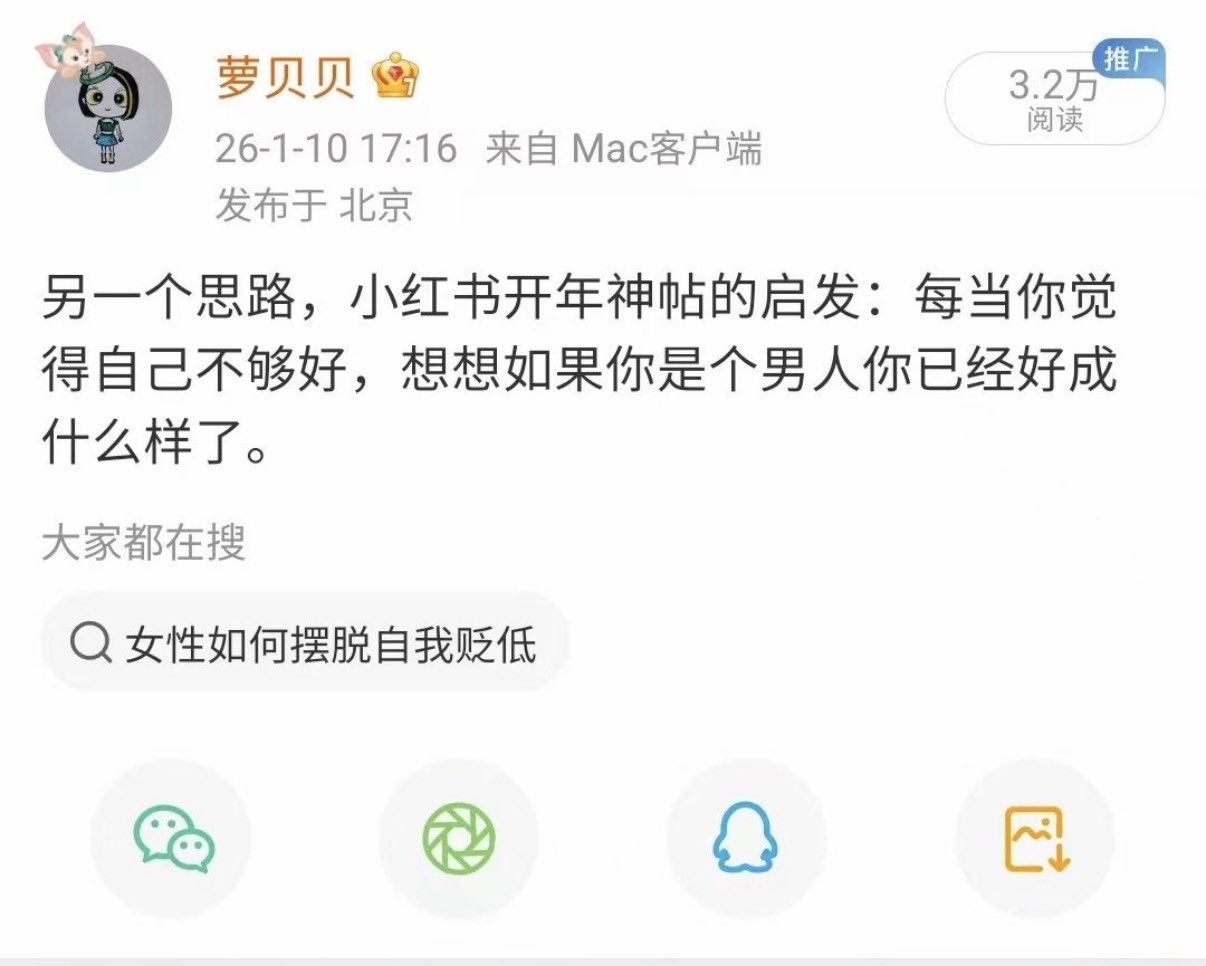 萝贝贝
推广
3.2万
阅读
26-1-10 17:16 来自 Mac客户端
发布于 北京
另一个思路，小红书开年神帖的启发：每当你觉
得自己不够好，想想如果你是个男人你已经好成
什么样了。
大家都在搜
女性如何摆脱自我贬低